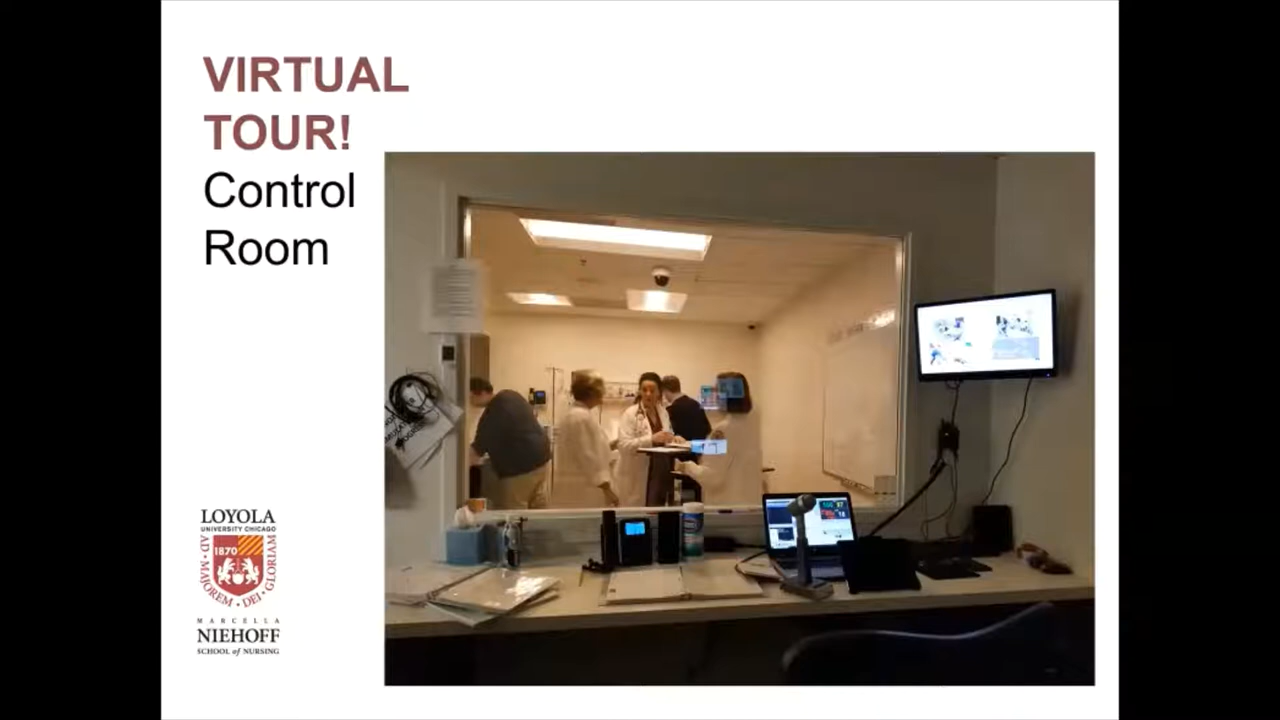 VIRTUAL
TOUR!
Control
Room
LOYOLA
UNIVERSITY CHICAGO
1870
AD • MAJOREM • DEI • GLORIAM
MARCELLA
NIEHOFF
SCHOOL of NURSING